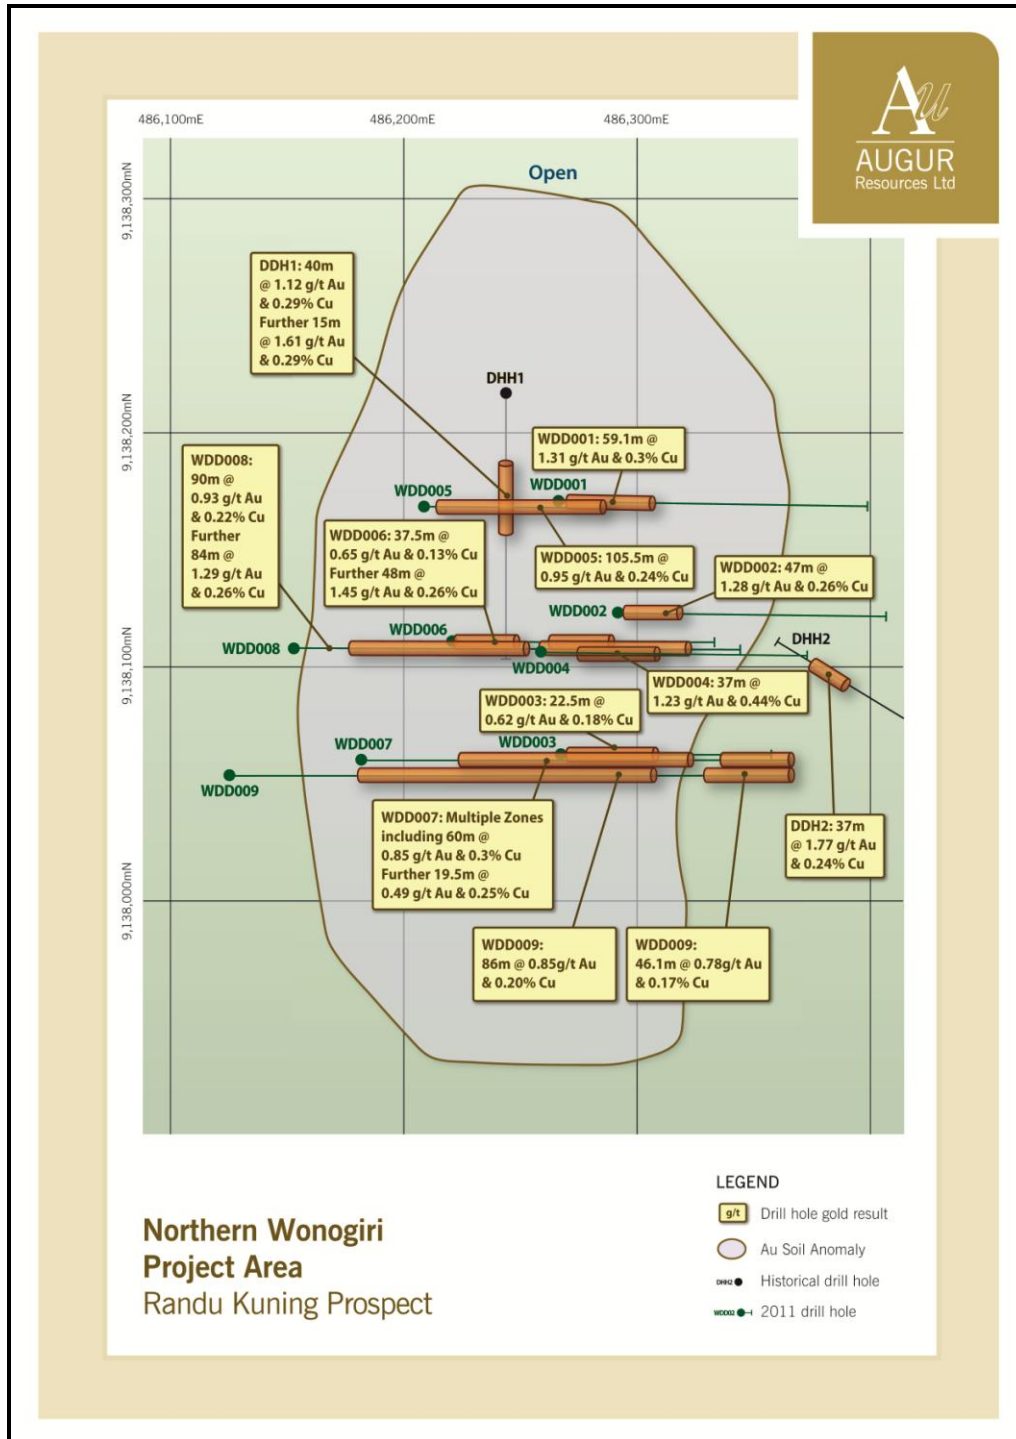 Au
AUGUR
Resources Ltd
486,100mE
486,200mE
486,300mE
9,138,300mN
9,138,200mN
9,138,100mN
9,138,000mN
Open
DDH1: 40m
@ 1.12 g/t Au
& 0.29% Cu
Further 15m
@ 1.61 g/t Au
& 0.29% Cu
DHH1
WDD001: 59.1m @
1.31 g/t Au & 0.3% Cu
WDD008:
90m @
0.93 g/t Au
& 0.22% Cu
Further
84m @
1.29 g/t Au
& 0.26% Cu
WDD005
WDD001
WDD006: 37.5m @
0.65 g/t Au & 0.13% Cu
Further 48m @
1.45 g/t Au & 0.26% Cu
WDD005: 105.5m @
0.95 g/t Au & 0.24% Cu
WDD002: 47m @
1.28 g/t Au & 0.26% Cu
WDD002
WDD006
WDD008
DHH2
WDD004
WDD004: 37m @
1.23 g/t Au & 0.44% Cu
WDD003: 22.5m @
0.62 g/t Au & 0.18% Cu
WDD007
WDD003
WDD009
WDD007: Multiple Zones
including 60m @
0.85 g/t Au & 0.3% Cu
Further 19.5m @
0.49 g/t Au & 0.25% Cu
DDH2: 37m
@ 1.77 g/t Au
& 0.24% Cu
WDD009:
86m @ 0.85g/t Au
& 0.20% Cu
WDD009:
46.1m @ 0.78g/t Au
& 0.17% Cu
Northern Wonogiri
Project Area
Randu Kuning Prospect
LEGEND
g/t Drill hole gold result
Au Soil Anomaly
DHH2 Historical drill hole
WDD02 2011 drill hole